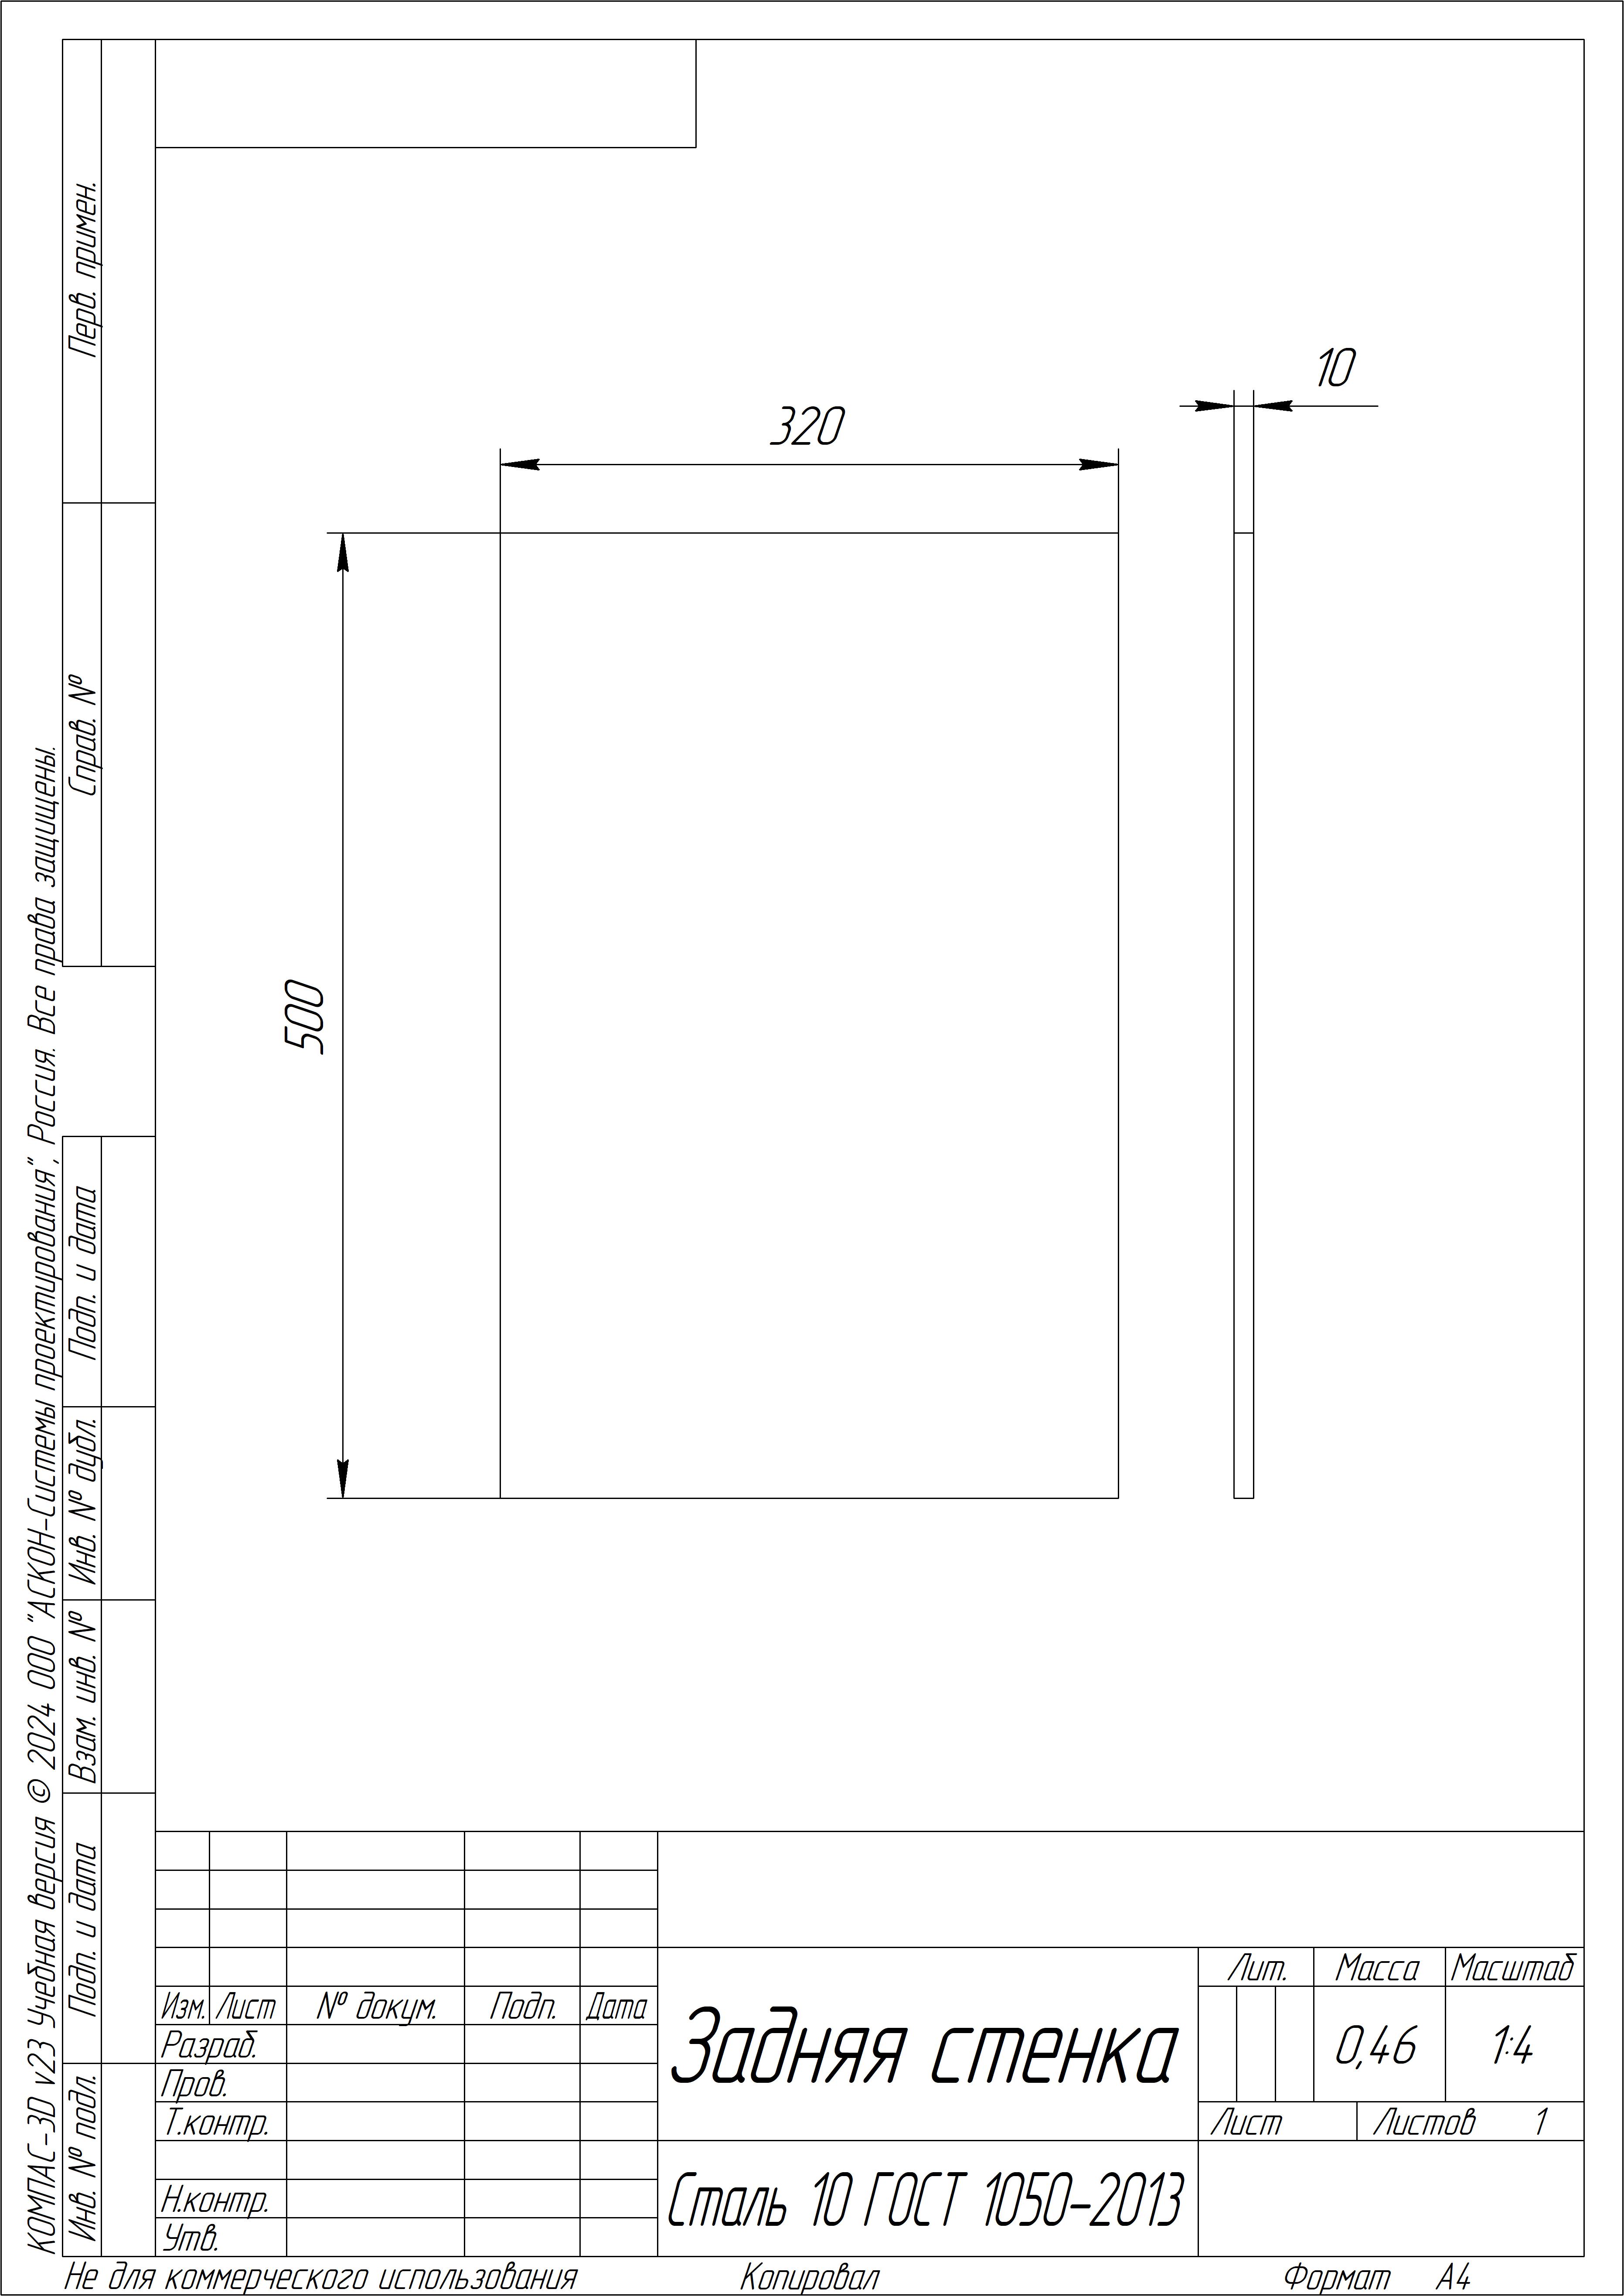 Перв. примен.
Справ. №
Подп. и дата
Инв. № дубл.
Взам. инв. №
Подп. и дата
Инв. № подл.
КОМПАС-3D v23 Учебная версия © 2024 ООО "АСКОН-Системы проектирования", Россия. Все права защищены.
10
320
500
Лит. Масса Масштаб
Изм. Лист № докум. Подп. Дата
Разраб.
Пров.
Т.контр.
Н.контр.
Утв.
Задняя стенка
0,46 1:4
Лист Листов 1
Сталь 10 ГОСТ 1050-2013
Не для коммерческого использования Копировал Формат А4